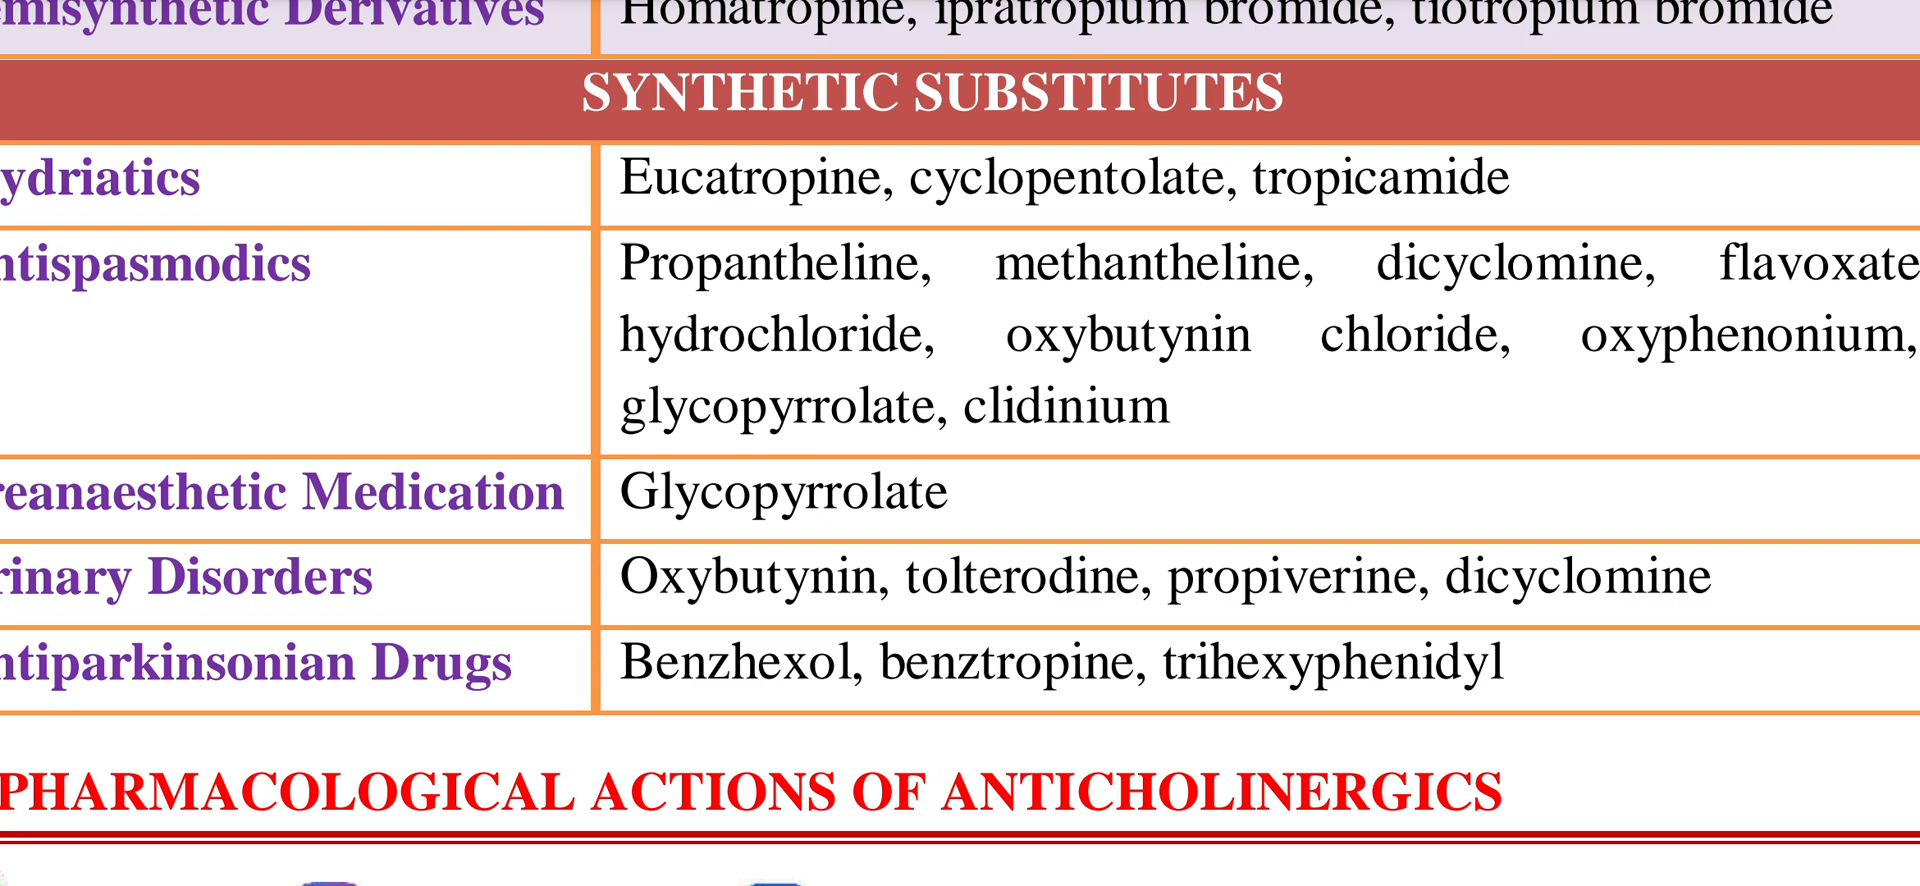 emisynthetic Derivatives Homatropine, ipratropium bromide, tiotropium bromide
SYNTHETIC SUBSTITUTES
ydriatics Eucatropine, cyclopentolate, tropicamide
ntispasmodics Propantheline, methantheline, dicyclomine, flavoxate
hydrochloride, oxybutynin chloride, oxyphenonium,
glycopyrrolate, clidinium
reanaesthetic Medication Glycopyrrolate
rinary Disorders Oxybutynin, tolterodine, propiverine, dicyclomine
ntiparkinsonian Drugs Benzhexol, benztropine, trihexyphenidyl
PHARMACOLOGICAL ACTIONS OF ANTICHOLINERGICS